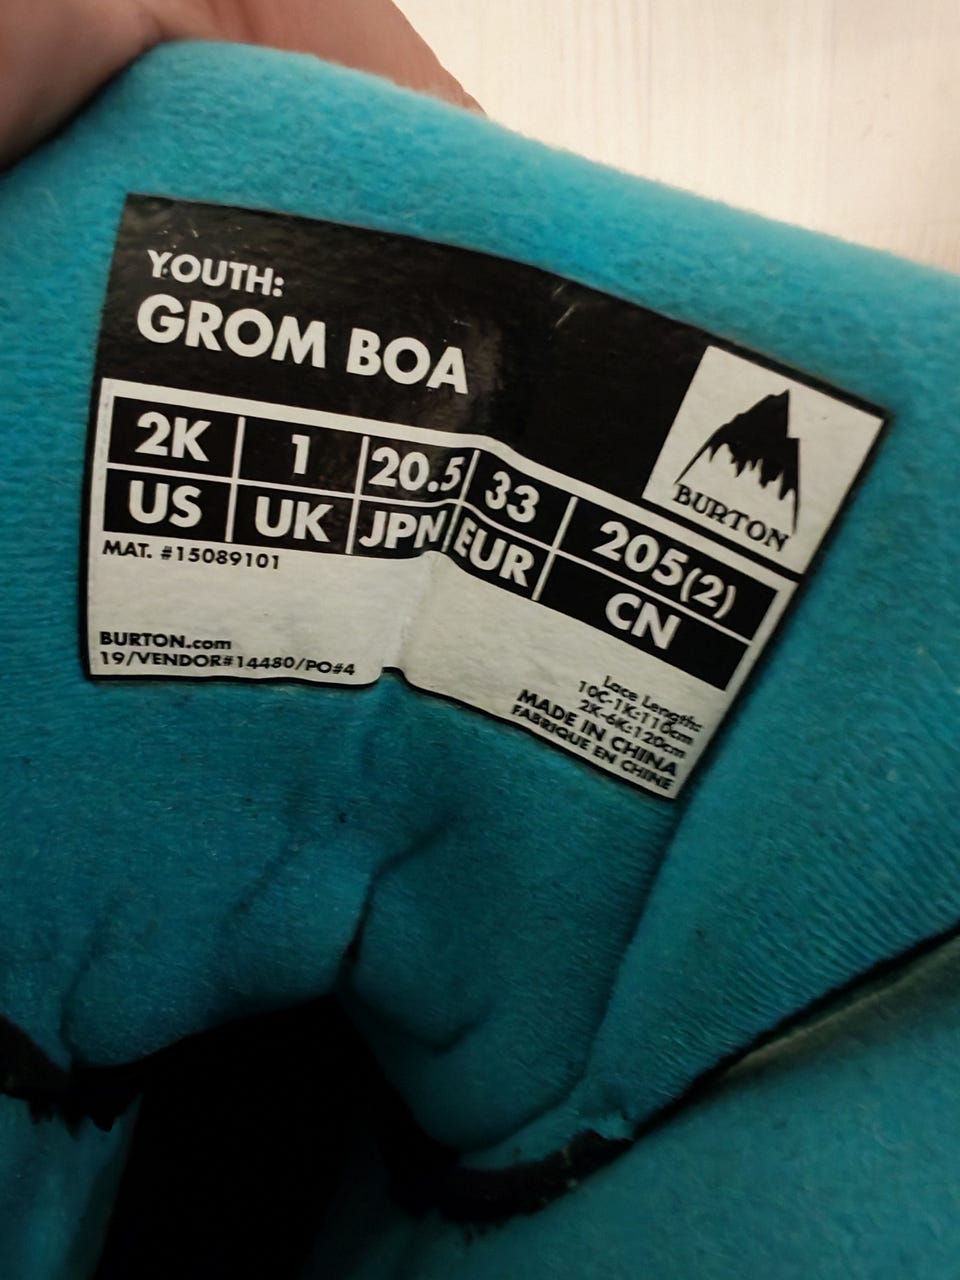 YOUTH:
GROM BOA
2K 1 20.5 33 205(2)
US UK JPN EUR CN
BURTON
MAT. #15089101
BURTON.com
19/VENDOR#14480/PO#4
Lace Lengths:
10C-1K:110cm
2K-6K:120cm
MADE IN CHINA
FABRIQUE EN CHINE